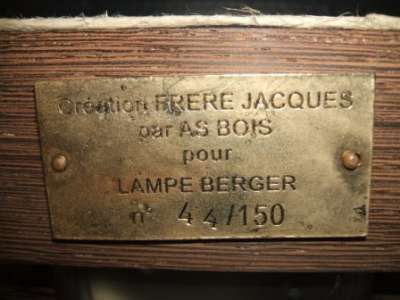 Création FRERE JACQUES
par AS BOIS
pour
LAMPE BERGER
n° 44/150